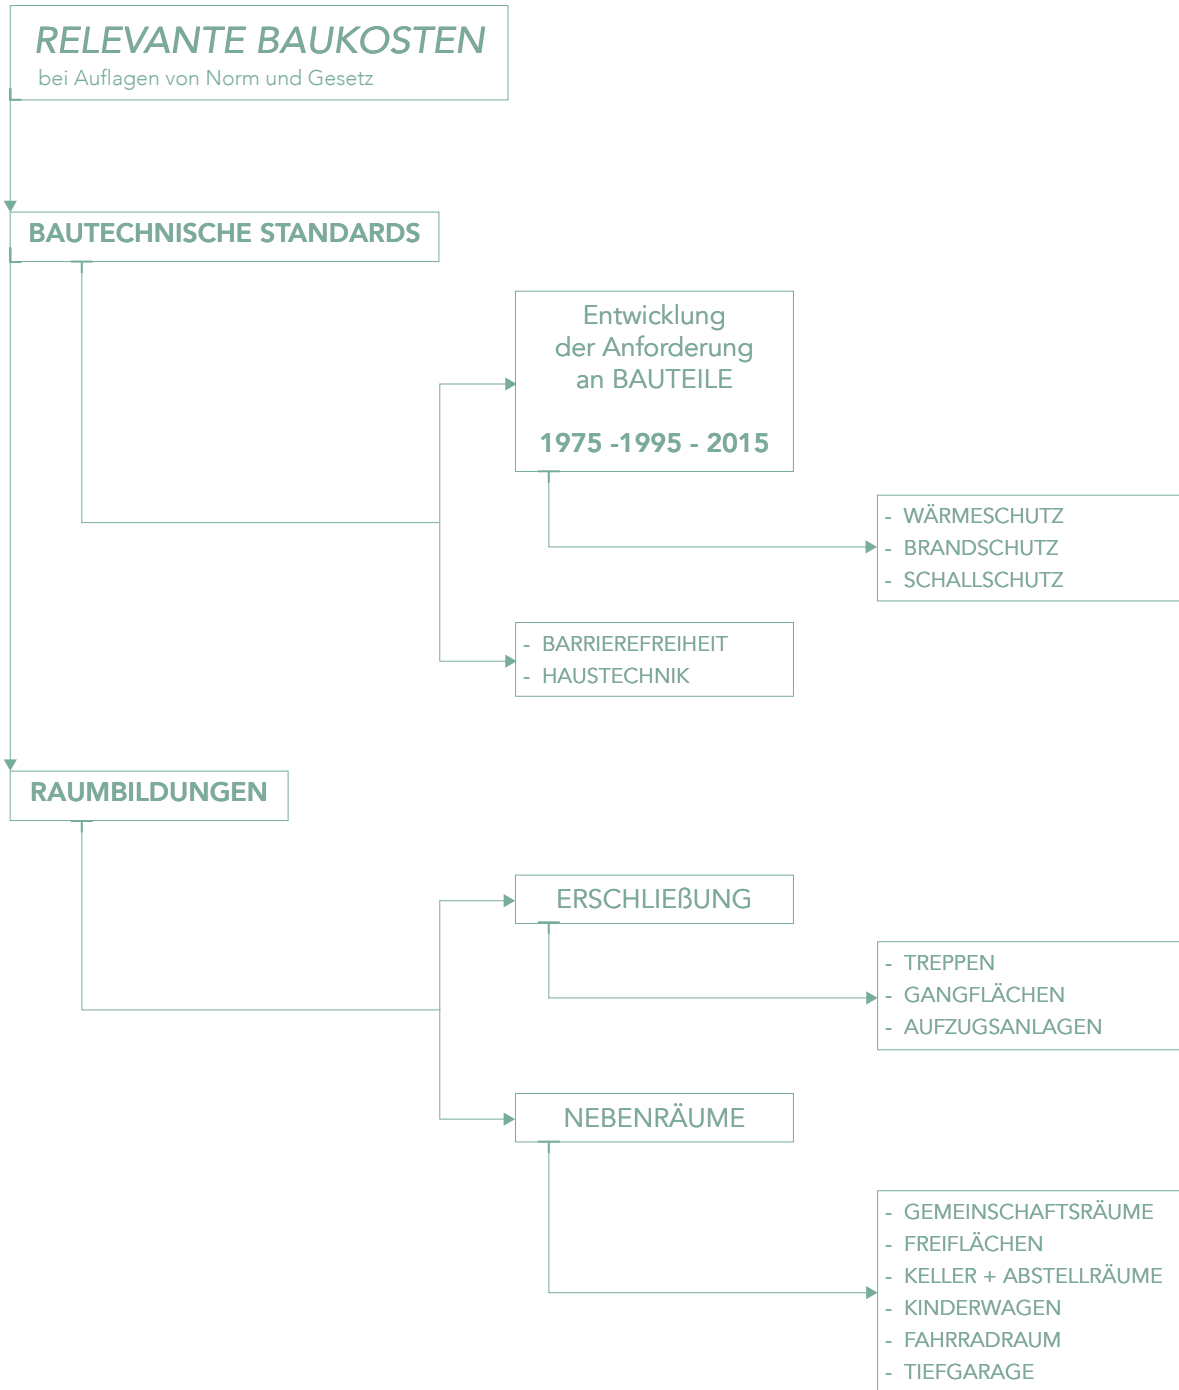 RELEVANTE BAUKOSTEN
bei Auflagen von Norm und Gesetz
BAUTECHNISCHE STANDARDS
Entwicklung
der Anforderung
an BAUTEILE
1975 -1995 - 2015
- WÄRMESCHUTZ
- BRANDSCHUTZ
- SCHALLSCHUTZ
- BARRIEREFREIHEIT
- HAUSTECHNIK
RAUMBILDUNGEN
ERSCHLIEßUNG
- TREPPEN
- GANGFLÄCHEN
- AUFZUGSANLAGEN
NEBENRÄUME
- GEMEINSCHAFTSRÄUME
- FREIFLÄCHEN
- KELLER + ABSTELLRÄUME
- KINDERWAGEN
- FAHRRADRAUM
- TIEFGARAGE